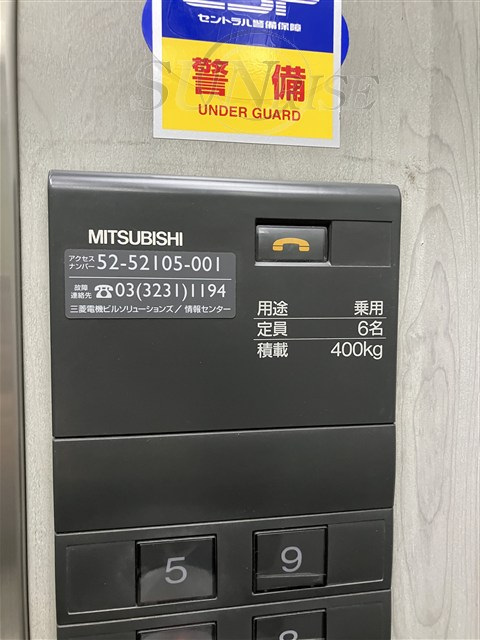 CSP
セントラル警備保障
警備
UNDER GUARD
SUNRISE
MITSUBISHI
アクセス
ナンバー 52-52105-001
故障
連絡先 ☎03(3231)1194
三菱電機ビルソリューションズ／情報センター
用途 乗用
定員 6名
積載 400kg
5 9
8